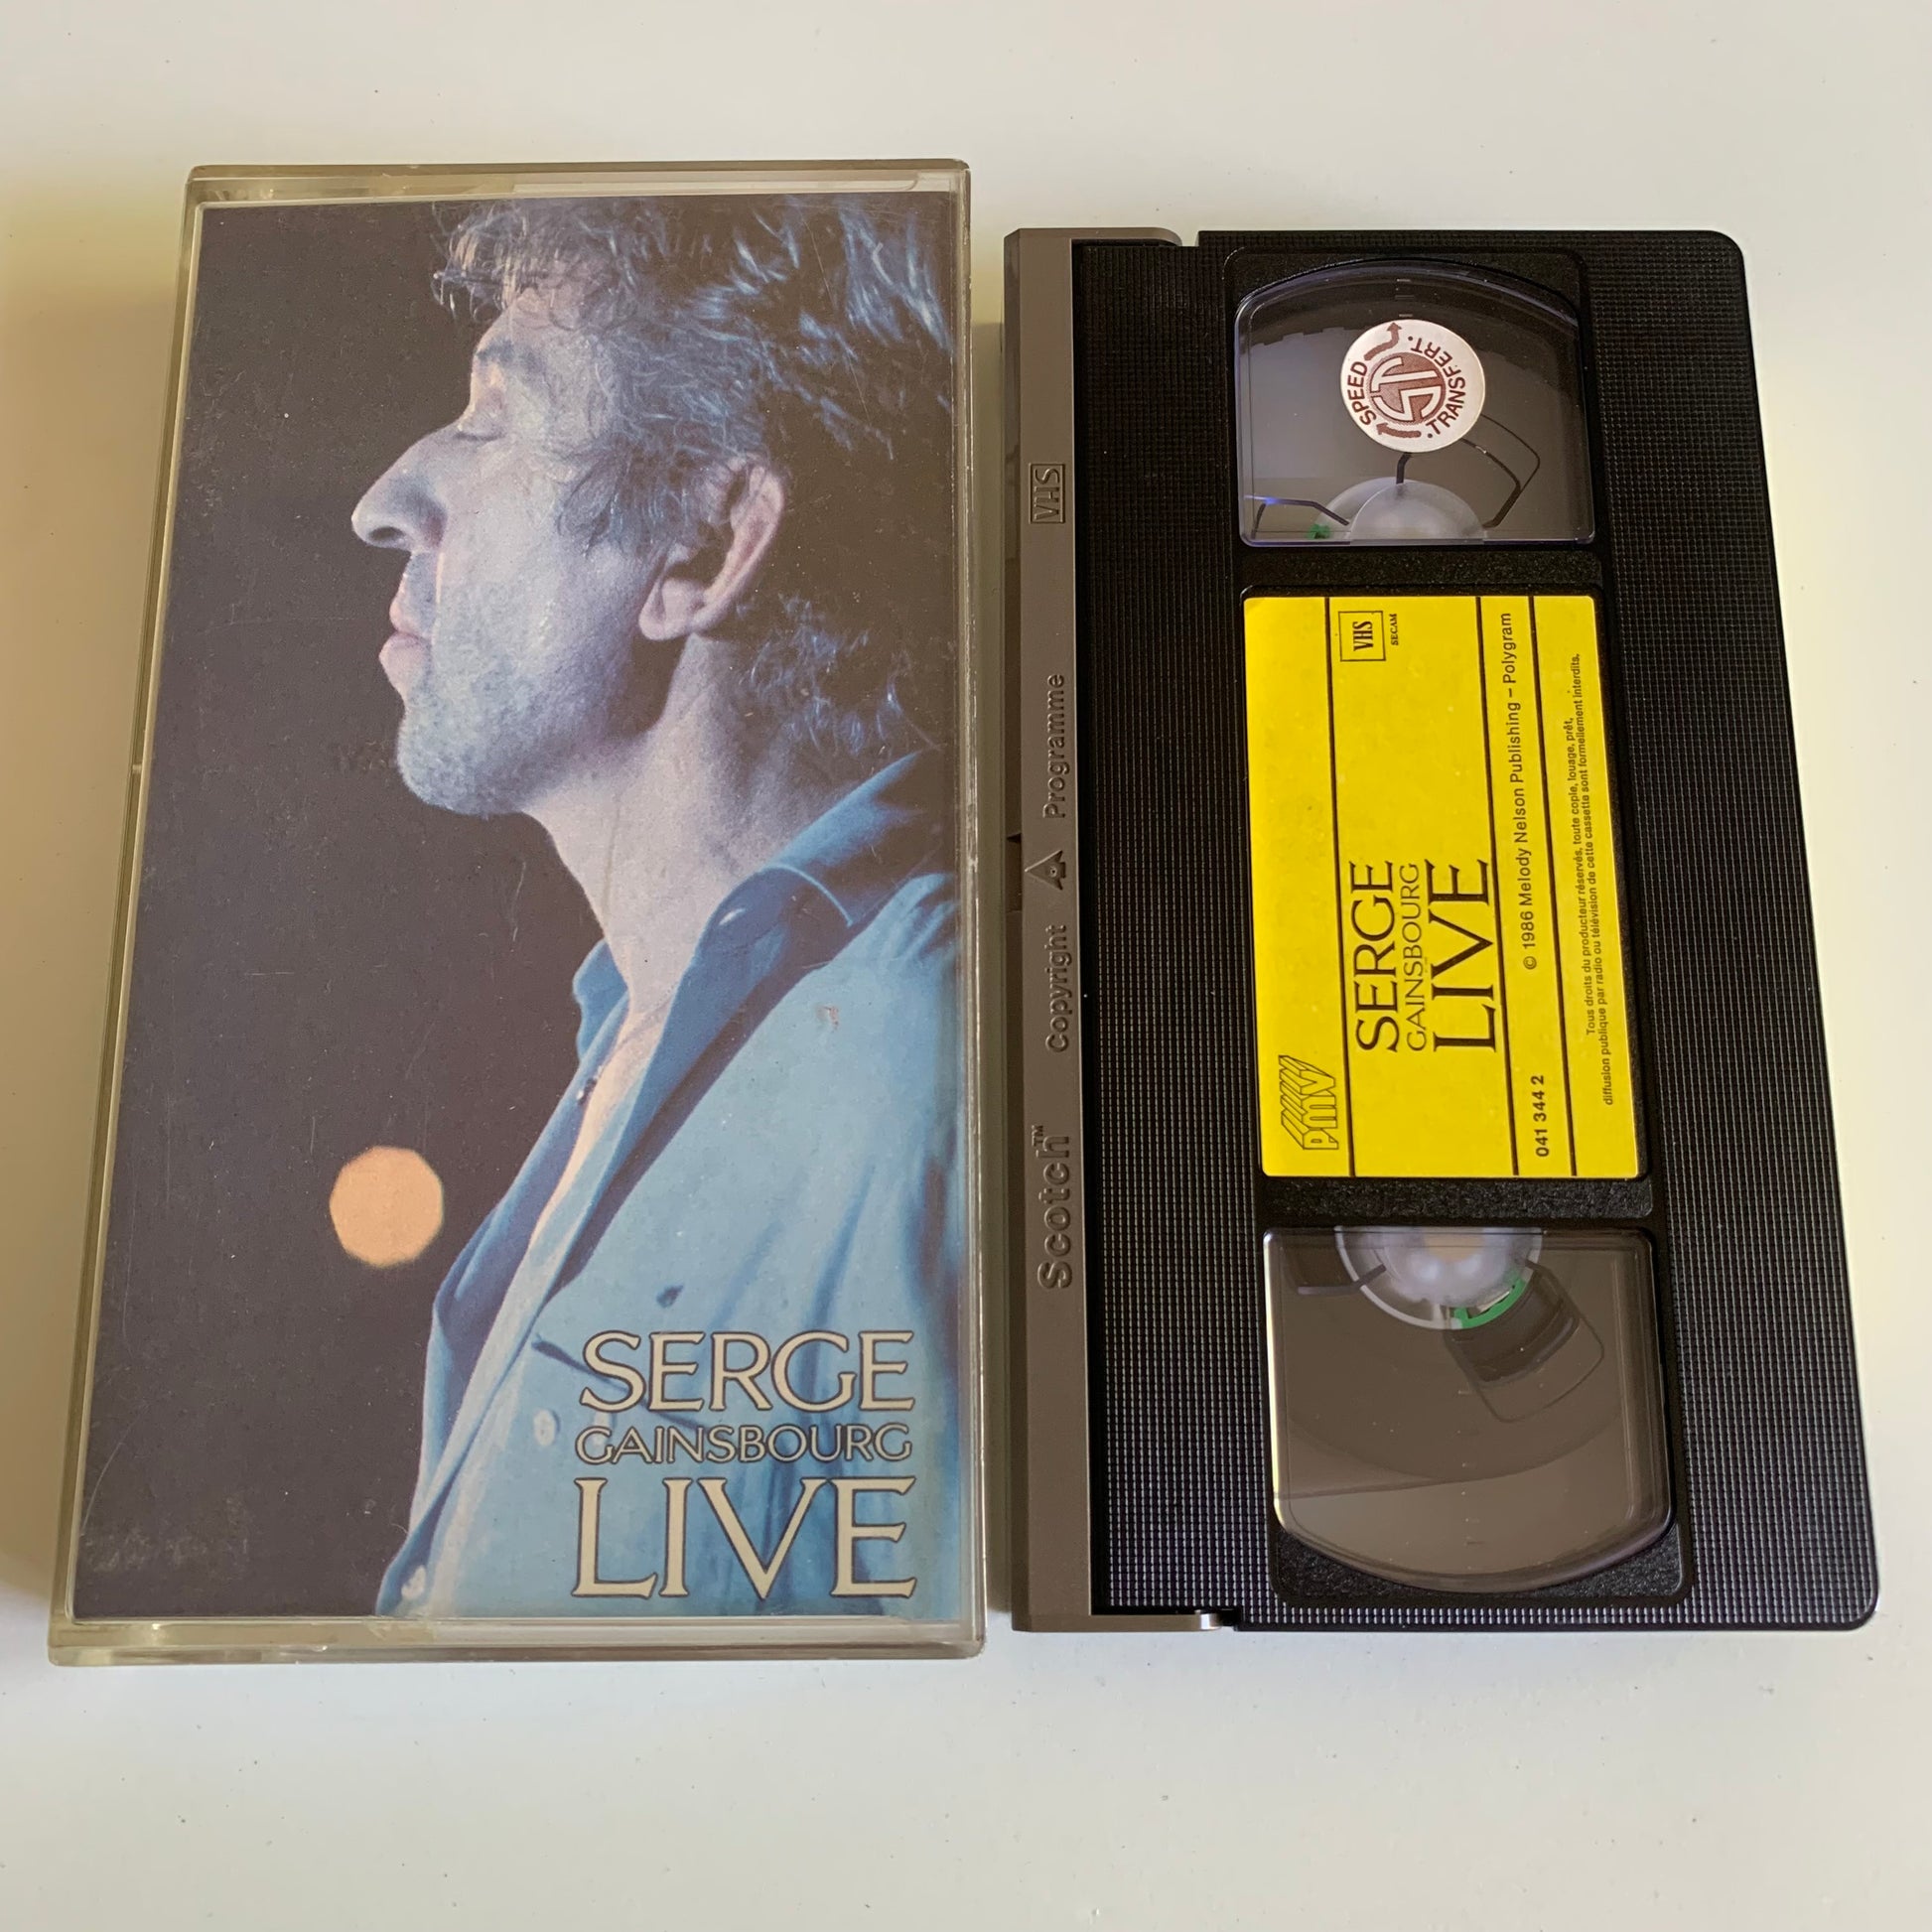 SERGE
GAINSBOURG
LIVE
VHS
Programme
Copyright
Scotch™
SPEED
.TRANSFERT.
ST
VHS
SECAM
pmv
SERGE
GAINSBOURG
LIVE
© 1986 Melody Nelson Publishing – Polygram
041 344 2
Tous droits du producteur réservés, toute copie, louage, prêt,
diffusion publique par radio ou télévision de cette cassette sont formellement interdits.